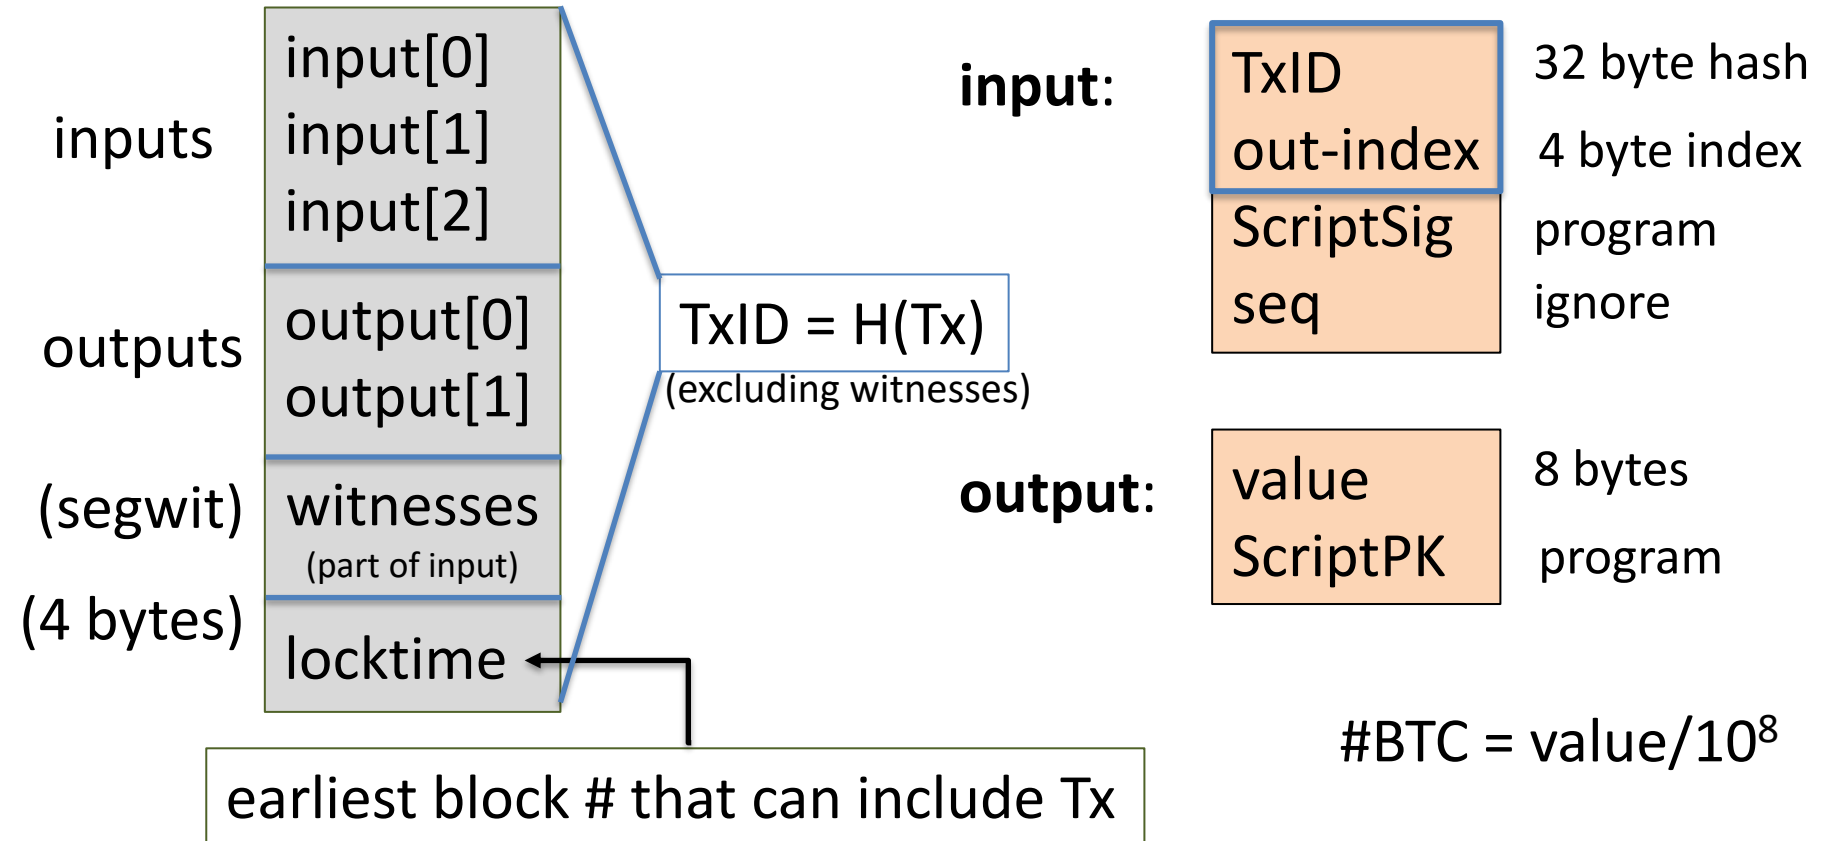 inputs
input[0]
input[1]
input[2]
outputs
output[0]
output[1]
(segwit)
witnesses
(part of input)
(4 bytes)
locktime
earliest block # that can include Tx
TxID = H(Tx)
(excluding witnesses)
input:
TxID 32 byte hash
out-index 4 byte index
ScriptSig program
seq ignore
output:
value 8 bytes
ScriptPK program
#BTC = value/10⁸